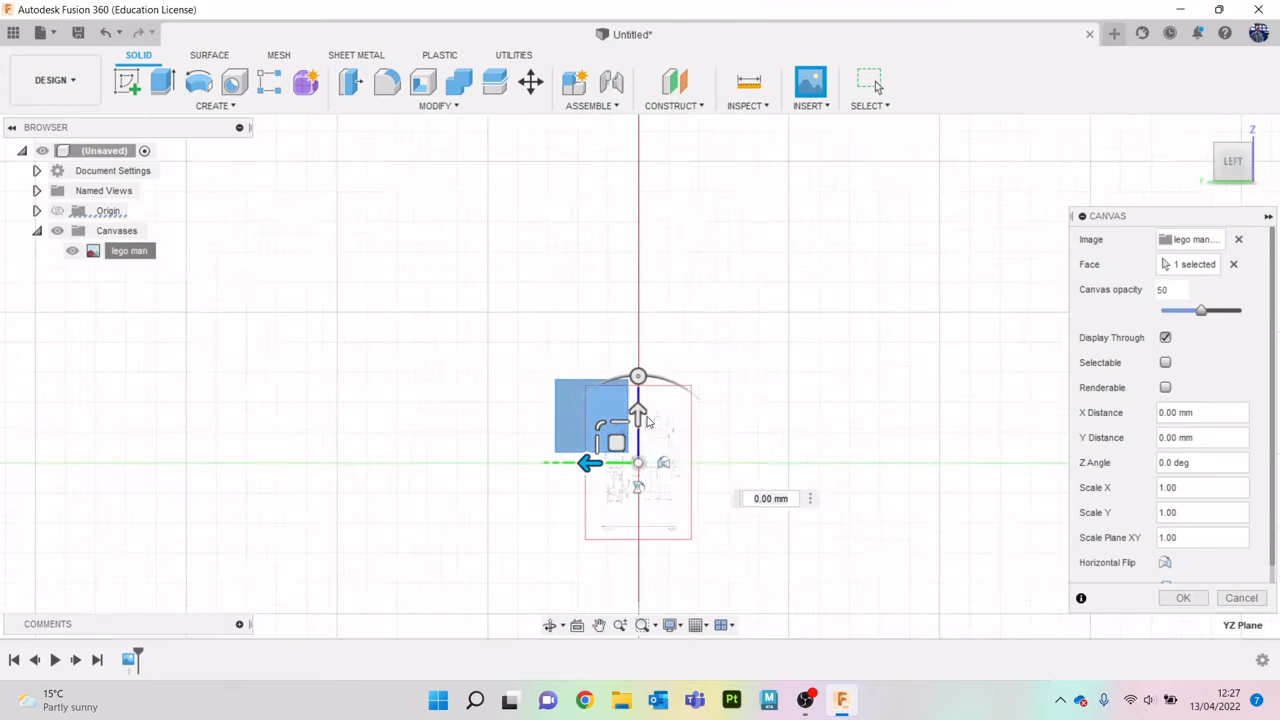 Autodesk Fusion 360 (Education License)
Untitled*
SOLID SURFACE MESH SHEET METAL PLASTIC UTILITIES
DESIGN
CREATE MODIFY ASSEMBLE CONSTRUCT INSPECT INSERT SELECT
BROWSER
(Unsaved)
Document Settings
Named Views
Origin
Canvases
lego man
Z
LEFT
CANVAS
Image lego man....
Face 1 selected
Canvas opacity 50
Display Through
Selectable
Renderable
X Distance 0.00 mm
Y Distance 0.00 mm
Z Angle 0.0 deg
Scale X 1.00
Scale Y 1.00
Scale Plane XY 1.00
Horizontal Flip
OK Cancel
0.00 mm
COMMENTS
YZ Plane
15°C
Partly sunny
Pt
12:27
13/04/2022
7